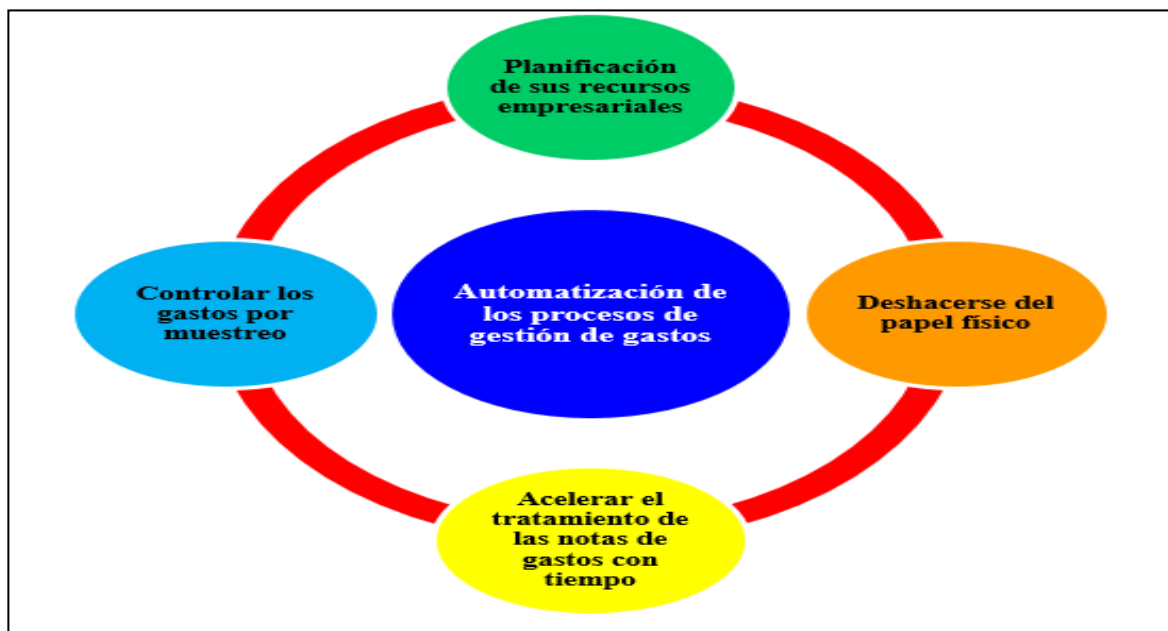 Planificación
de sus recursos
empresariales
Controlar los
gastos por
muestreo
Automatización de
los procesos de
gestión de gastos
Deshacerse del
papel físico
Acelerar el
tratamiento de
las notas de
gastos con
tiempo